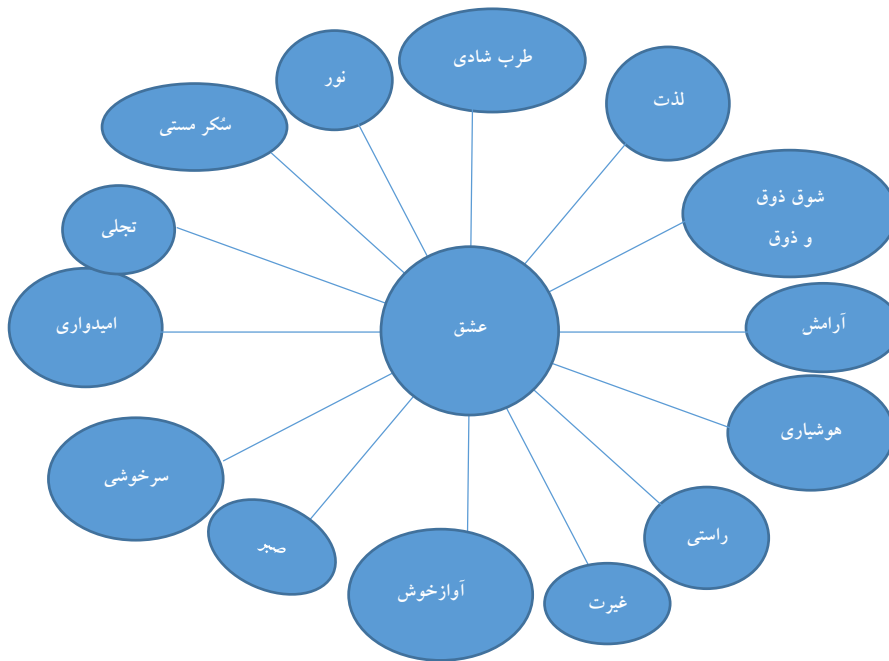 طرب شادی
نور
لذت
سُکر مستی
شوق ذوق
و ذوق
تجلی
امیدواری
عشق
آرامش
هوشیاری
سرخوشی
صبر
راستی
آوازخوش
غیرت